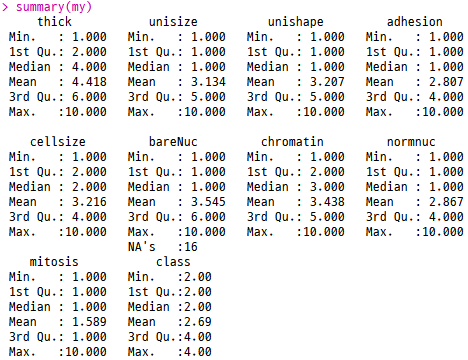 > summary(my)
thick unisize unishape adhesion
Min. : 1.000 Min. : 1.000 Min. : 1.000 Min. : 1.000
1st Qu.: 2.000 1st Qu.: 1.000 1st Qu.: 1.000 1st Qu.: 1.000
Median : 4.000 Median : 1.000 Median : 1.000 Median : 1.000
Mean : 4.418 Mean : 3.134 Mean : 3.207 Mean : 2.807
3rd Qu.: 6.000 3rd Qu.: 5.000 3rd Qu.: 5.000 3rd Qu.: 4.000
Max. :10.000 Max. :10.000 Max. :10.000 Max. :10.000
cellsize bareNuc chromatin normnuc
Min. : 1.000 Min. : 1.000 Min. : 1.000 Min. : 1.000
1st Qu.: 2.000 1st Qu.: 1.000 1st Qu.: 2.000 1st Qu.: 1.000
Median : 2.000 Median : 1.000 Median : 3.000 Median : 1.000
Mean : 3.216 Mean : 3.545 Mean : 3.438 Mean : 2.867
3rd Qu.: 4.000 3rd Qu.: 6.000 3rd Qu.: 5.000 3rd Qu.: 4.000
Max. :10.000 Max. :10.000 Max. :10.000 Max. :10.000
NA's :16
mitosis class
Min. : 1.000 Min. :2.00
1st Qu.: 1.000 1st Qu.:2.00
Median : 1.000 Median :2.00
Mean : 1.589 Mean :2.69
3rd Qu.: 1.000 3rd Qu.:4.00
Max. :10.000 Max. :4.00